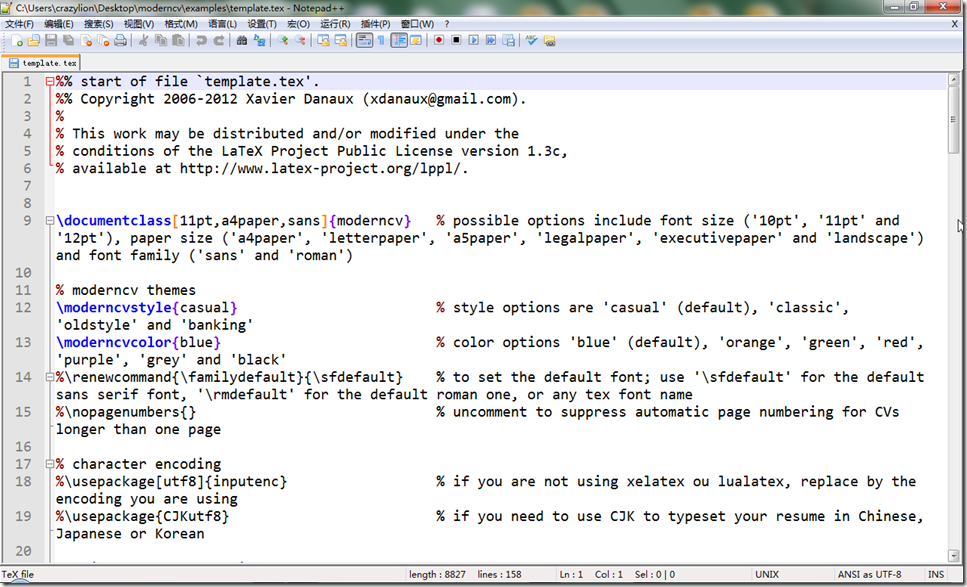 C:\Users\crazylion\Desktop\moderncv\examples\template.tex - Notepad++
文件(F) 编辑(E) 搜索(S) 视图(V) 格式(M) 语言(L) 设置(T) 宏(O) 运行(R) 插件(P) 窗口(W) ? X
template.tex
1 %% start of file `template.tex'.
2 %% Copyright 2006-2012 Xavier Danaux (xdanaux@gmail.com).
3 %
4 % This work may be distributed and/or modified under the
5 % conditions of the LaTeX Project Public License version 1.3c,
6 % available at http://www.latex-project.org/lppl/.
7
8
9 \documentclass[11pt,a4paper,sans]{moderncv} % possible options include font size ('10pt', '11pt' and
'12pt'), paper size ('a4paper', 'letterpaper', 'a5paper', 'legalpaper', 'executivepaper' and 'landscape')
and font family ('sans' and 'roman')
10
11 % moderncv themes
12 \moderncvstyle{casual} % style options are 'casual' (default), 'classic',
'oldstyle' and 'banking'
13 \moderncvcolor{blue} % color options 'blue' (default), 'orange', 'green', 'red',
'purple', 'grey' and 'black'
14 %\renewcommand{\familydefault}{\sfdefault} % to set the default font; use '\sfdefault' for the default
sans serif font, '\rmdefault' for the default roman one, or any tex font name
15 %\nopagenumbers{} % uncomment to suppress automatic page numbering for CVs
longer than one page
16
17 % character encoding
18 %\usepackage[utf8]{inputenc} % if you are not using xelatex ou lualatex, replace by the
encoding you are using
19 %\usepackage{CJKutf8} % if you need to use CJK to typeset your resume in Chinese,
Japanese or Korean
20
TeX file length : 8827 lines : 158 Ln : 1 Col : 1 Sel : 0 | 0 UNIX ANSI as UTF-8 INS